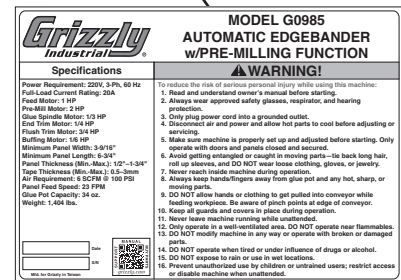 Grizzly
Industrial
MODEL G0985
AUTOMATIC EDGEBANDER
w/PRE-MILLING FUNCTION
Specifications
Power Requirement: 220V, 3-Ph, 60 Hz
Full-Load Current Rating: 20A
Feed Motor: 1 HP
Pre-Mill Motor: 2 HP
Glue Spindle Motor: 1/3 HP
End Trim Motor: 1/4 HP
Flush Trim Motor: 3/4 HP
Buffing Motor: 1/6 HP
Minimum Panel Width: 3-9/16"
Minimum Panel Length: 6-3/4"
Panel Thickness (Min.-Max.): 1/2"–1-3/4"
Tape Thickness (Min.-Max.): 0.5–3mm
Air Requirement: 6 SCFM @ 100 PSI
Panel Feed Speed: 23 FPM
Glue Pot Capacity: 34 oz.
Weight: 1,404 lbs.
Date
S/N
Mfd. for Grizzly in Taiwan
MANUAL
grizzly.com
WARNING!
To reduce the risk of serious personal injury while using this machine:
1. Read and understand owner's manual before starting.
2. Always wear approved safety glasses, respirator, and hearing
protection.
3. Only plug power cord into a grounded outlet.
4. Disconnect air and power and allow hot parts to cool before adjusting or
servicing.
5. Make sure machine is properly set up and adjusted before starting. Only
operate with doors and panels closed and secured.
6. Avoid getting entangled or caught in moving parts—tie back long hair,
roll up sleeves, and DO NOT wear loose clothing, gloves, or jewelry.
7. Never reach inside machine during operation.
8. Always keep hands/fingers away from glue pot and any hot, sharp, or
moving parts.
9. DO NOT allow hands or clothing to get pulled into conveyor while
feeding workpiece. Be aware of pinch points at edge of conveyor.
10. Keep all guards and covers in place during operation.
11. Never leave machine running while unattended.
12. Only operate in a well-ventilated area. DO NOT operate near flammables.
13. DO NOT modify machine in any way or operate with broken or damaged
parts.
14. DO NOT operate when tired or under influence of drugs or alcohol.
15. DO NOT expose to rain or use in wet locations.
16. Prevent unauthorized use by children or untrained users; restrict access
or disable machine when unattended.